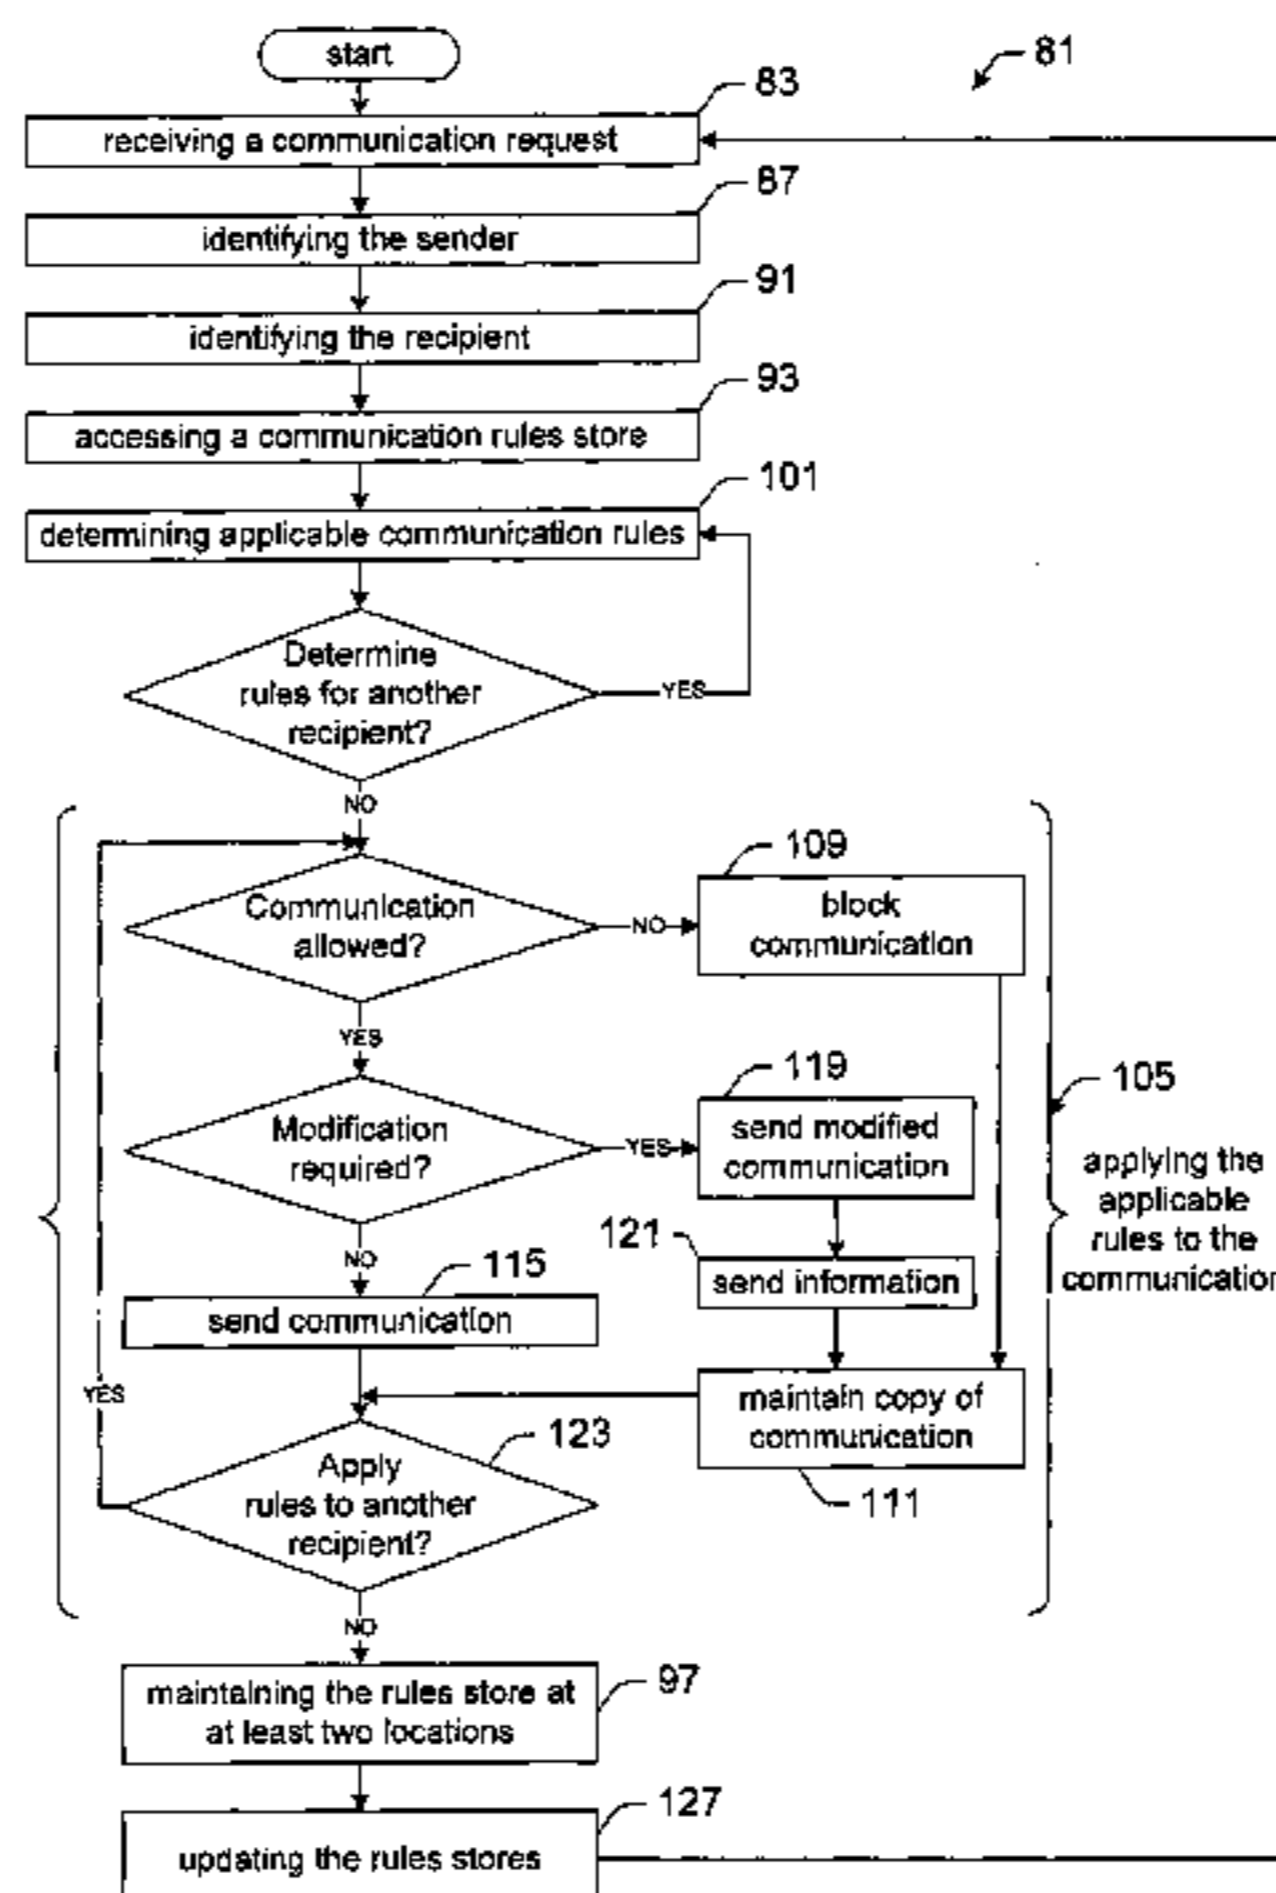 start
81
83
receiving a communication request
87
identifying the sender
91
identifying the recipient
93
accessing a communication rules store
101
determining applicable communication rules
Determine
rules for another
recipient?
YES
NO
109
Communication
allowed?
NO
block
communication
YES
119
105
Modification
required?
YES
send modified
communication
applying the
applicable
rules to the
communication
121
NO
115
send information
send communication
YES
maintain copy of
communication
123
111
Apply
rules to another
recipient?
NO
97
maintaining the rules store at
at least two locations
127
updating the rules stores